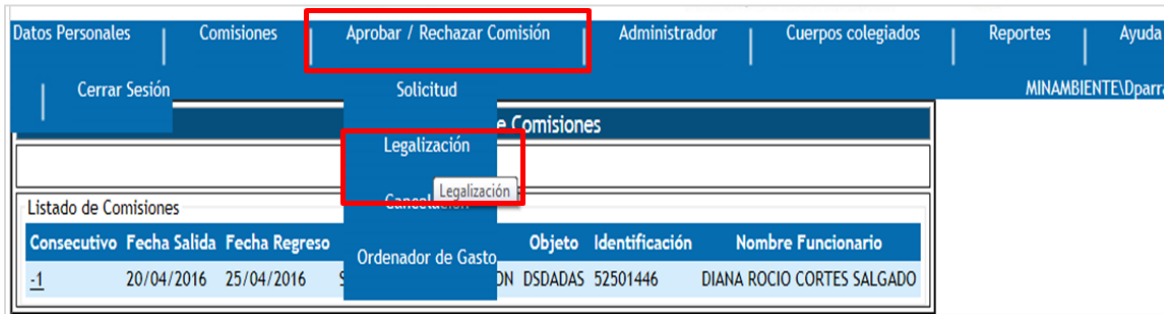 Datos Personales Comisiones Aprobar / Rechazar Comisión Administrador Cuerpos colegiados Reportes Ayuda
Cerrar Sesión Solicitud MINAMBIENTE\Dparra
e Comisiones
Legalización
Legalización
Cancelación
Listado de Comisiones
Ordenador de Gasto
Consecutivo Fecha Salida Fecha Regreso Objeto Identificación Nombre Funcionario
-1 20/04/2016 25/04/2016 S ON DSDADAS 52501446 DIANA ROCIO CORTES SALGADO